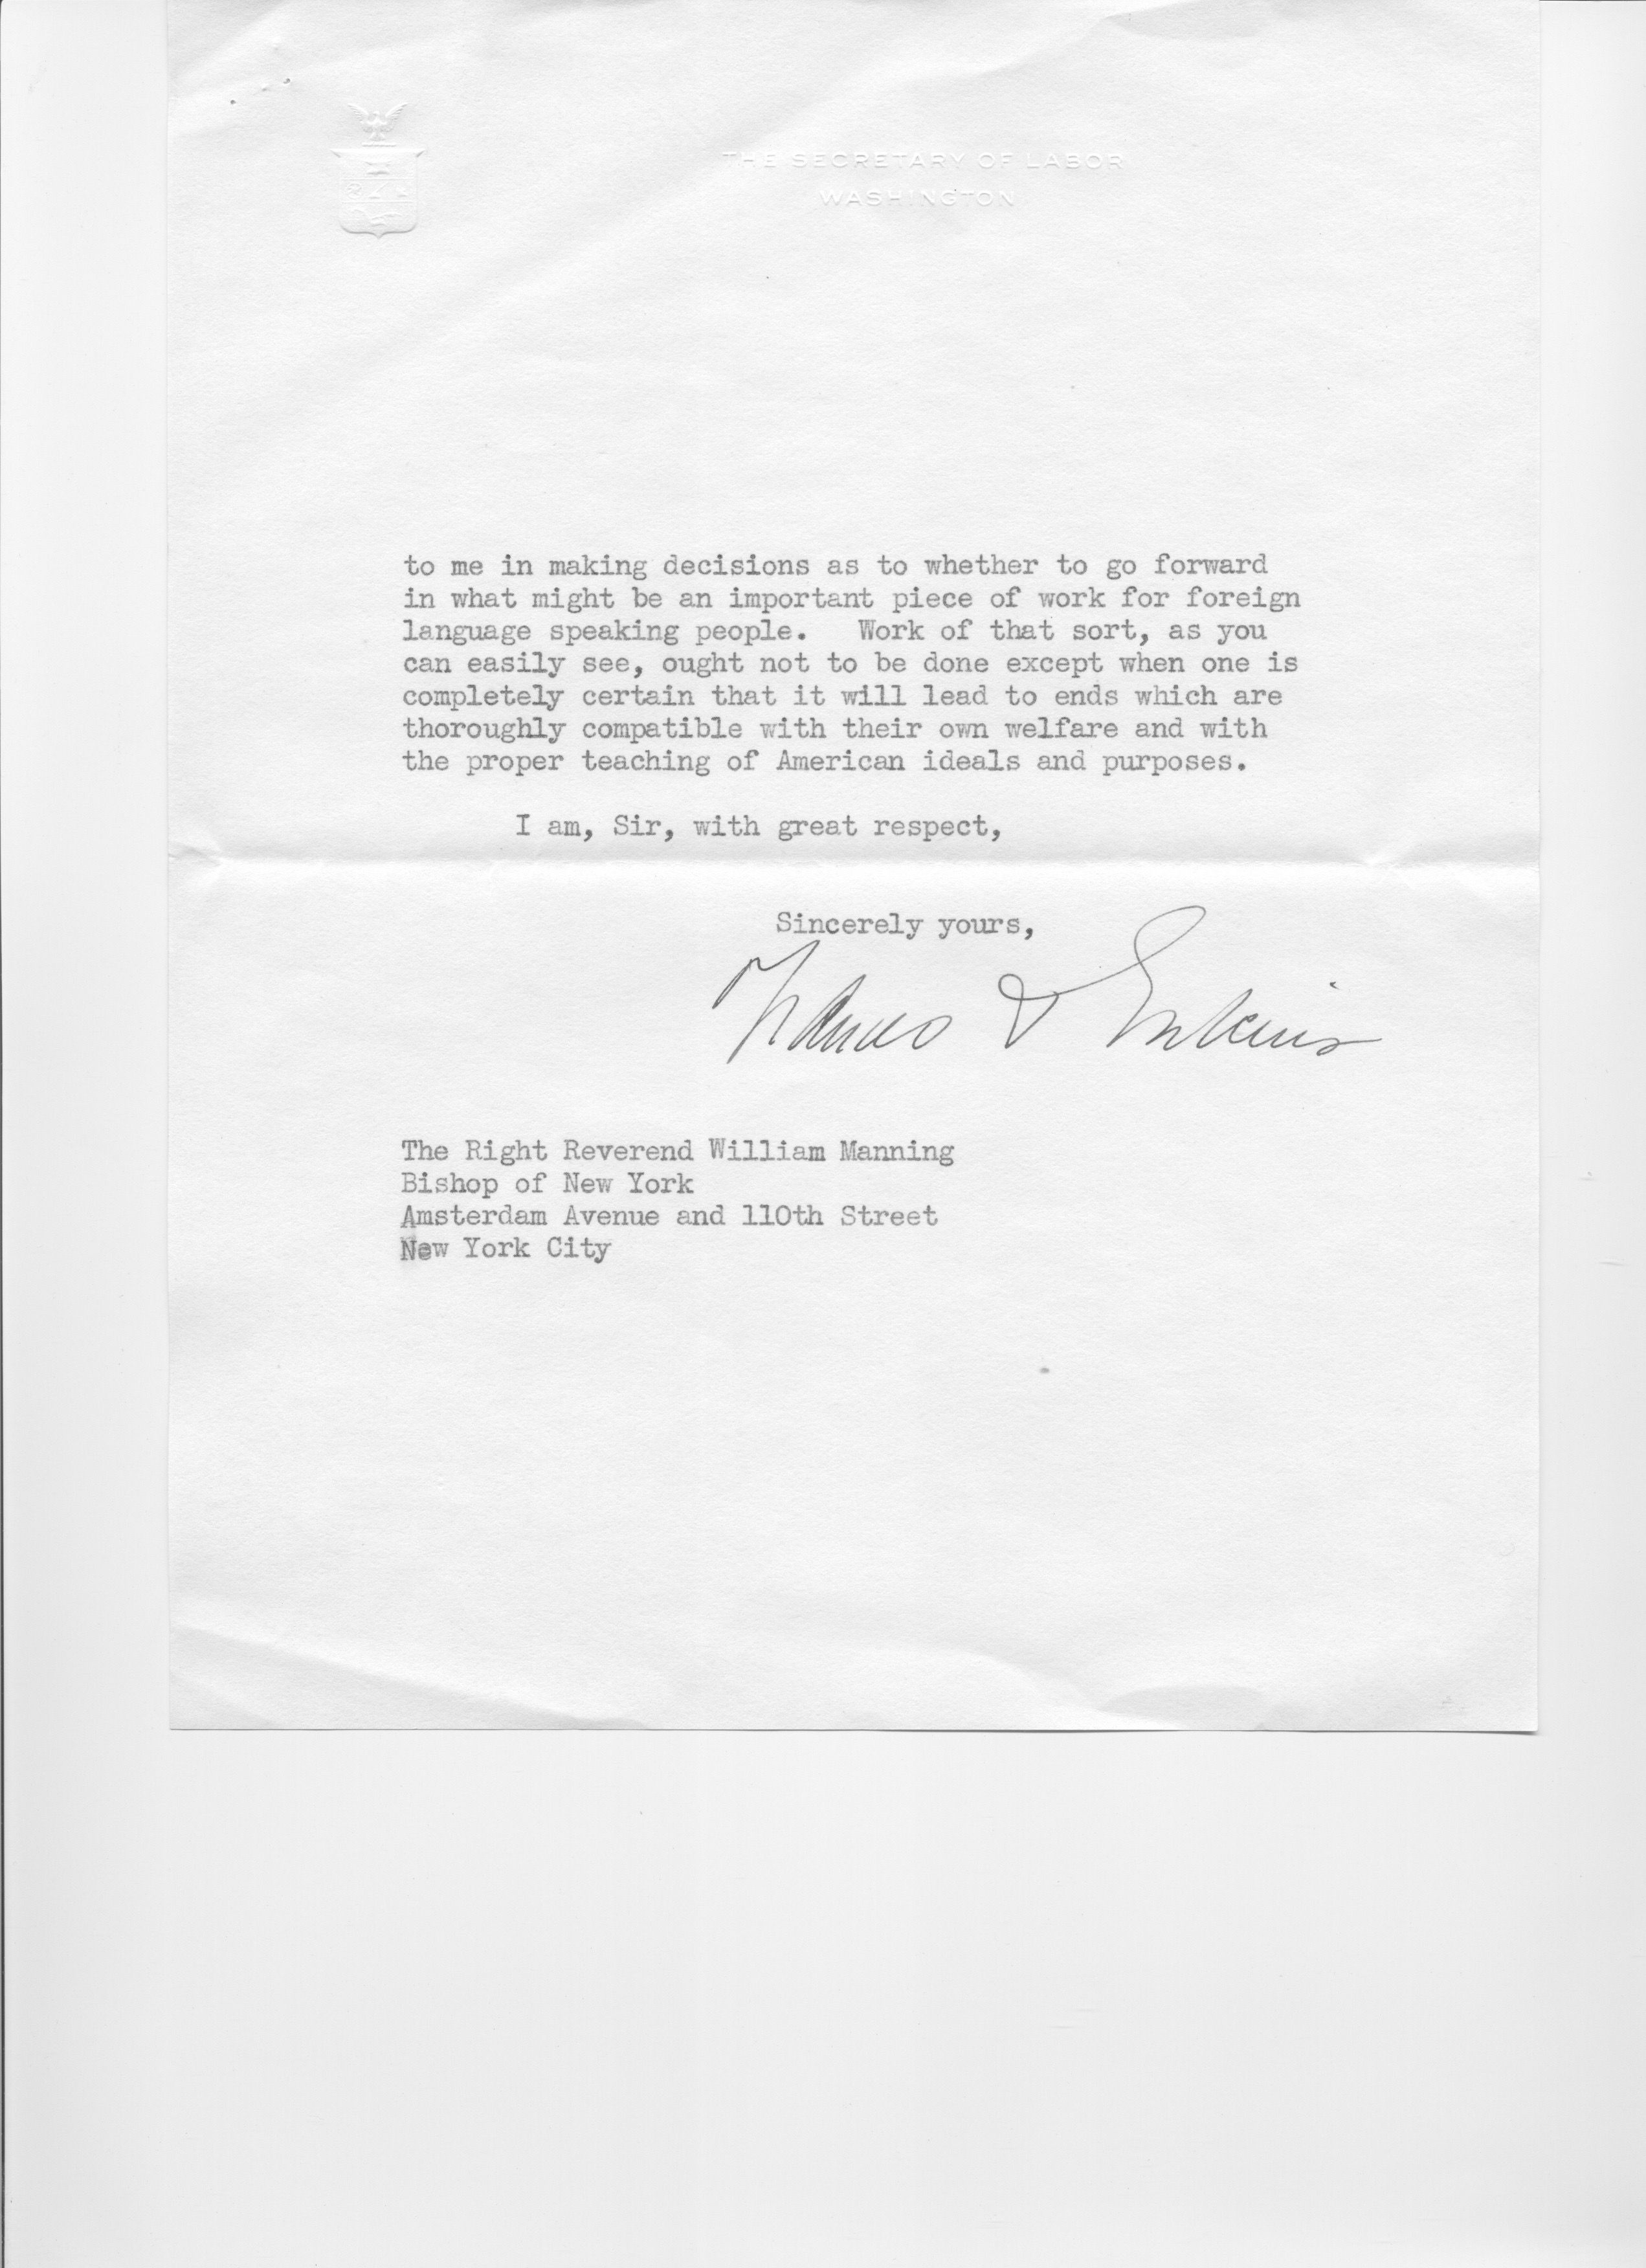 THE SECRETARY OF LABOR
WASHINGTON
to me in making decisions as to whether to go forward
in what might be an important piece of work for foreign
language speaking people.   Work of that sort, as you
can easily see, ought not to be done except when one is
completely certain that it will lead to ends which are
thoroughly compatible with their own welfare and with
the proper teaching of American ideals and purposes.
I am, Sir, with great respect,
Sincerely yours,
Frances Perkins
The Right Reverend William Manning
Bishop of New York
Amsterdam Avenue and 110th Street
New York City